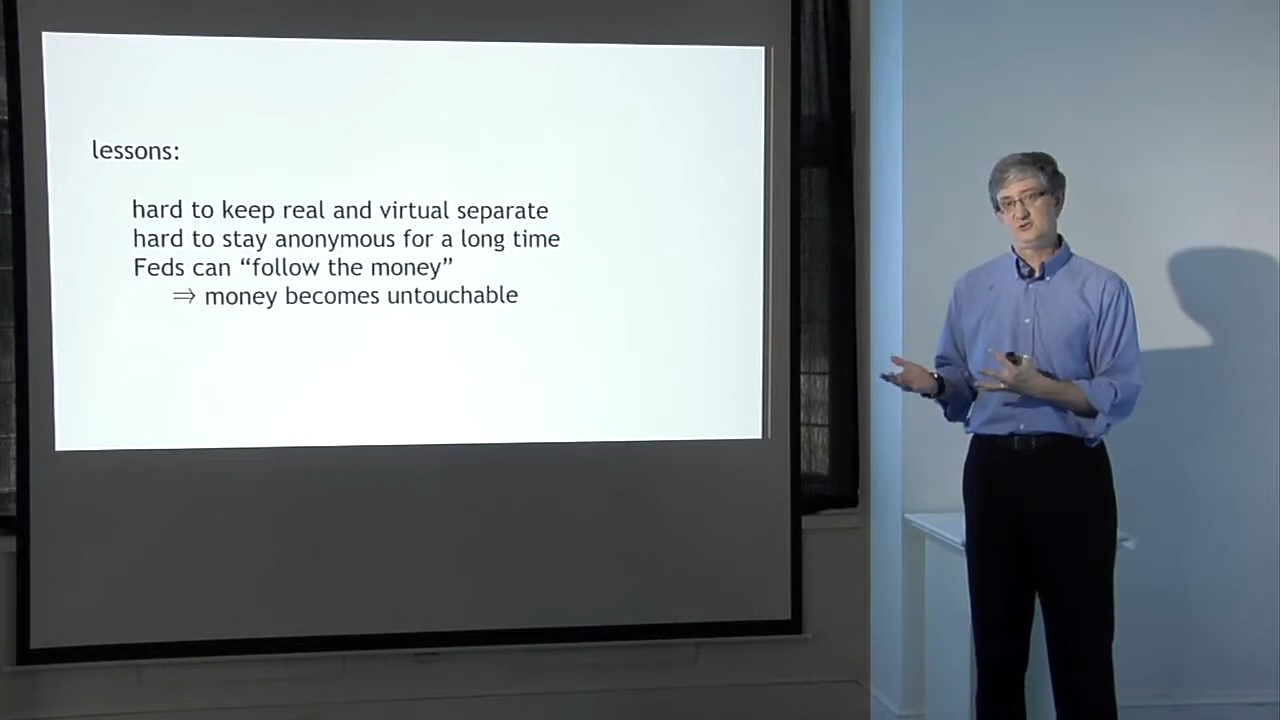 lessons:
hard to keep real and virtual separate
hard to stay anonymous for a long time
Feds can “follow the money”
⇒ money becomes untouchable